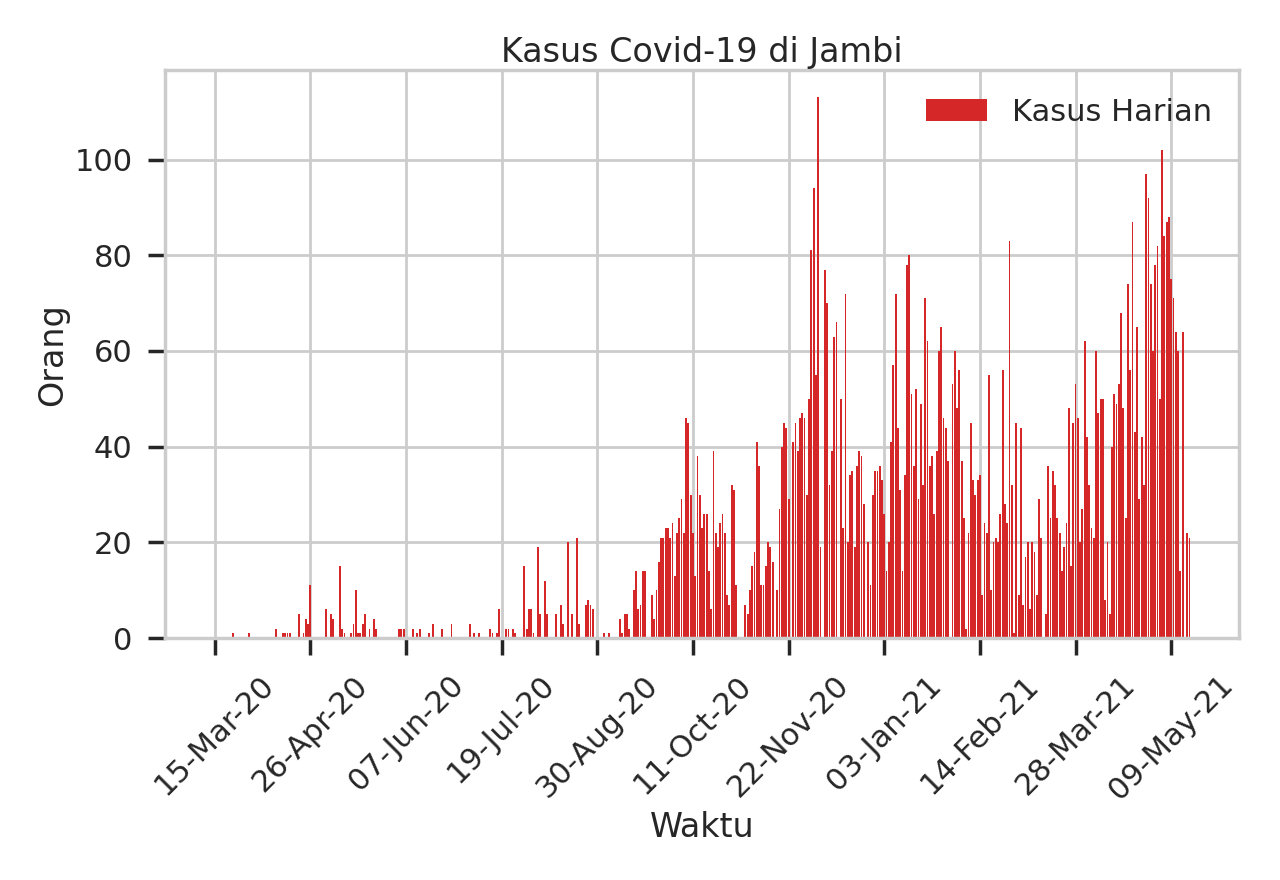 Kasus Covid-19 di Jambi
Kasus Harian
Orang
100
80
60
40
20
0
15-Mar-20
26-Apr-20
07-Jun-20
19-Jul-20
30-Aug-20
11-Oct-20
22-Nov-20
03-Jan-21
14-Feb-21
28-Mar-21
09-May-21
Waktu